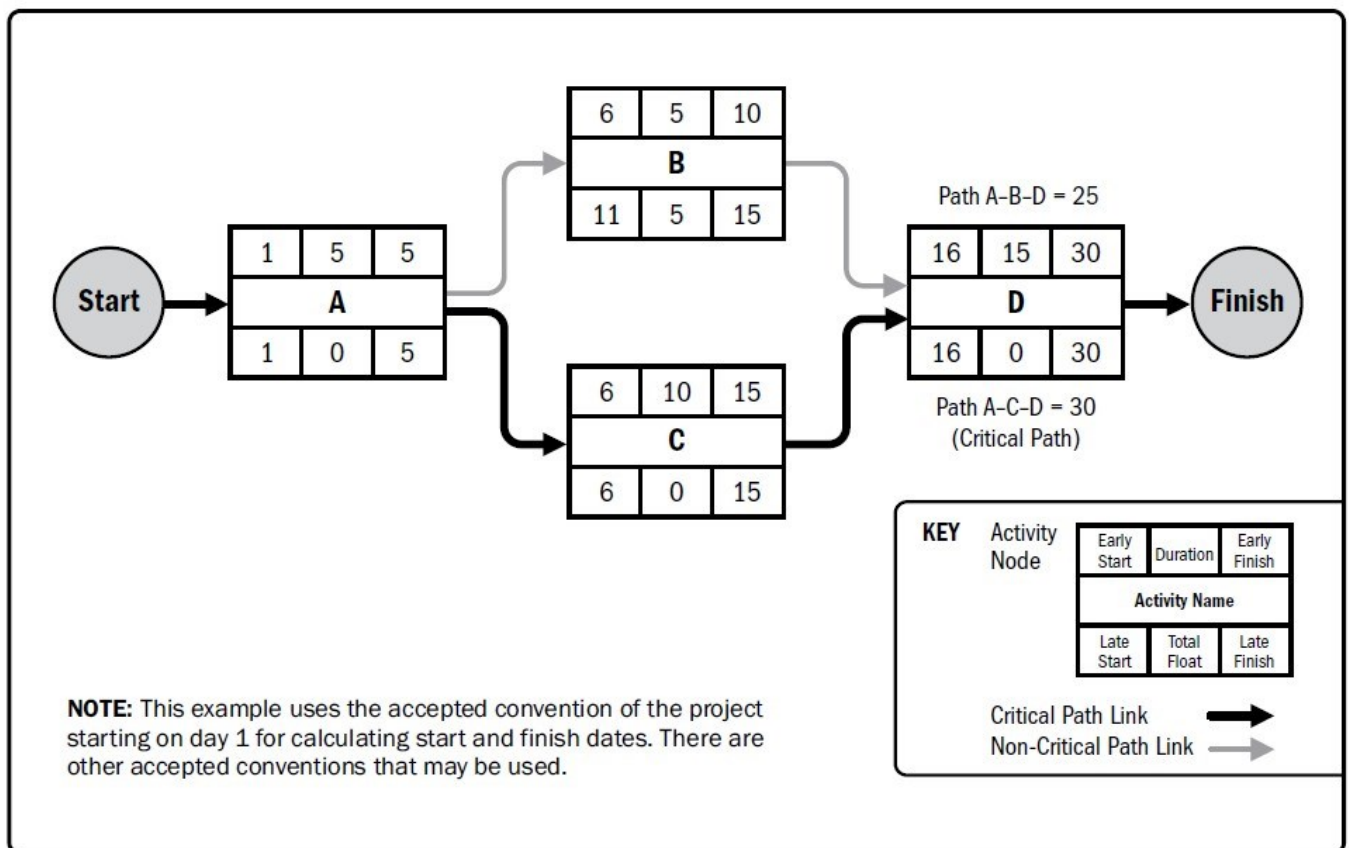 6 5 10
B
11 5 15
Path A–B–D = 25
Start
1 5 5
A
1 0 5
16 15 30
D
16 0 30
Finish
6 10 15
C
6 0 15
Path A–C–D = 30
(Critical Path)
KEY
Activity
Node
Early
Start
Duration
Early
Finish
Activity Name
Late
Start
Total
Float
Late
Finish
Critical Path Link
Non-Critical Path Link
NOTE: This example uses the accepted convention of the project
starting on day 1 for calculating start and finish dates. There are
other accepted conventions that may be used.